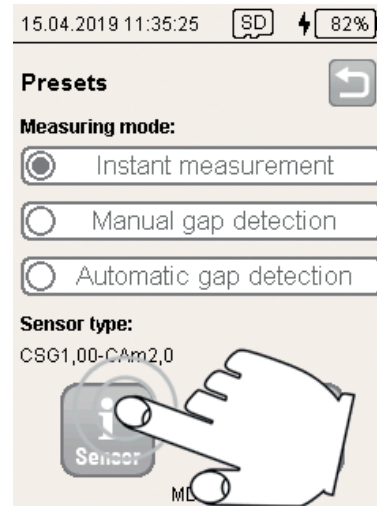 15.04.2019 11:35:25 SD 82%
Presets
Measuring mode:
Instant measurement
Manual gap detection
Automatic gap detection
Sensor type:
CSG1,00-CAm2,0
i
Sensor